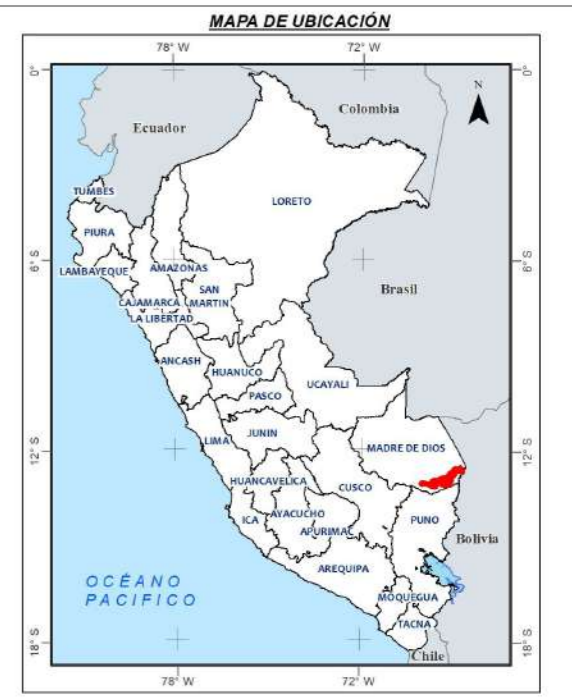 MAPA DE UBICACIÓN
78° W
72° W
0°
0°
N
Colombia
Ecuador
TUMBES
LORETO
PIURA
6°S
6°S
LAMBAYEQUE
AMAZONAS
SAN
MARTIN
Brasil
CAJAMARCA
LA LIBERTAD
ANCASH
HUANUCO
UCAYALI
PASCO
LIMA
JUNIN
MADRE DE DIOS
12°S
12°S
HUANCAVELICA
CUSCO
ICA
AYACUCHO
PUNO
APURIMAC
Bolivia
AREQUIPA
OCÉANO
PACIFICO
MOQUEGUA
TACNA
18°S
18°S
Chile
78° W
72° W